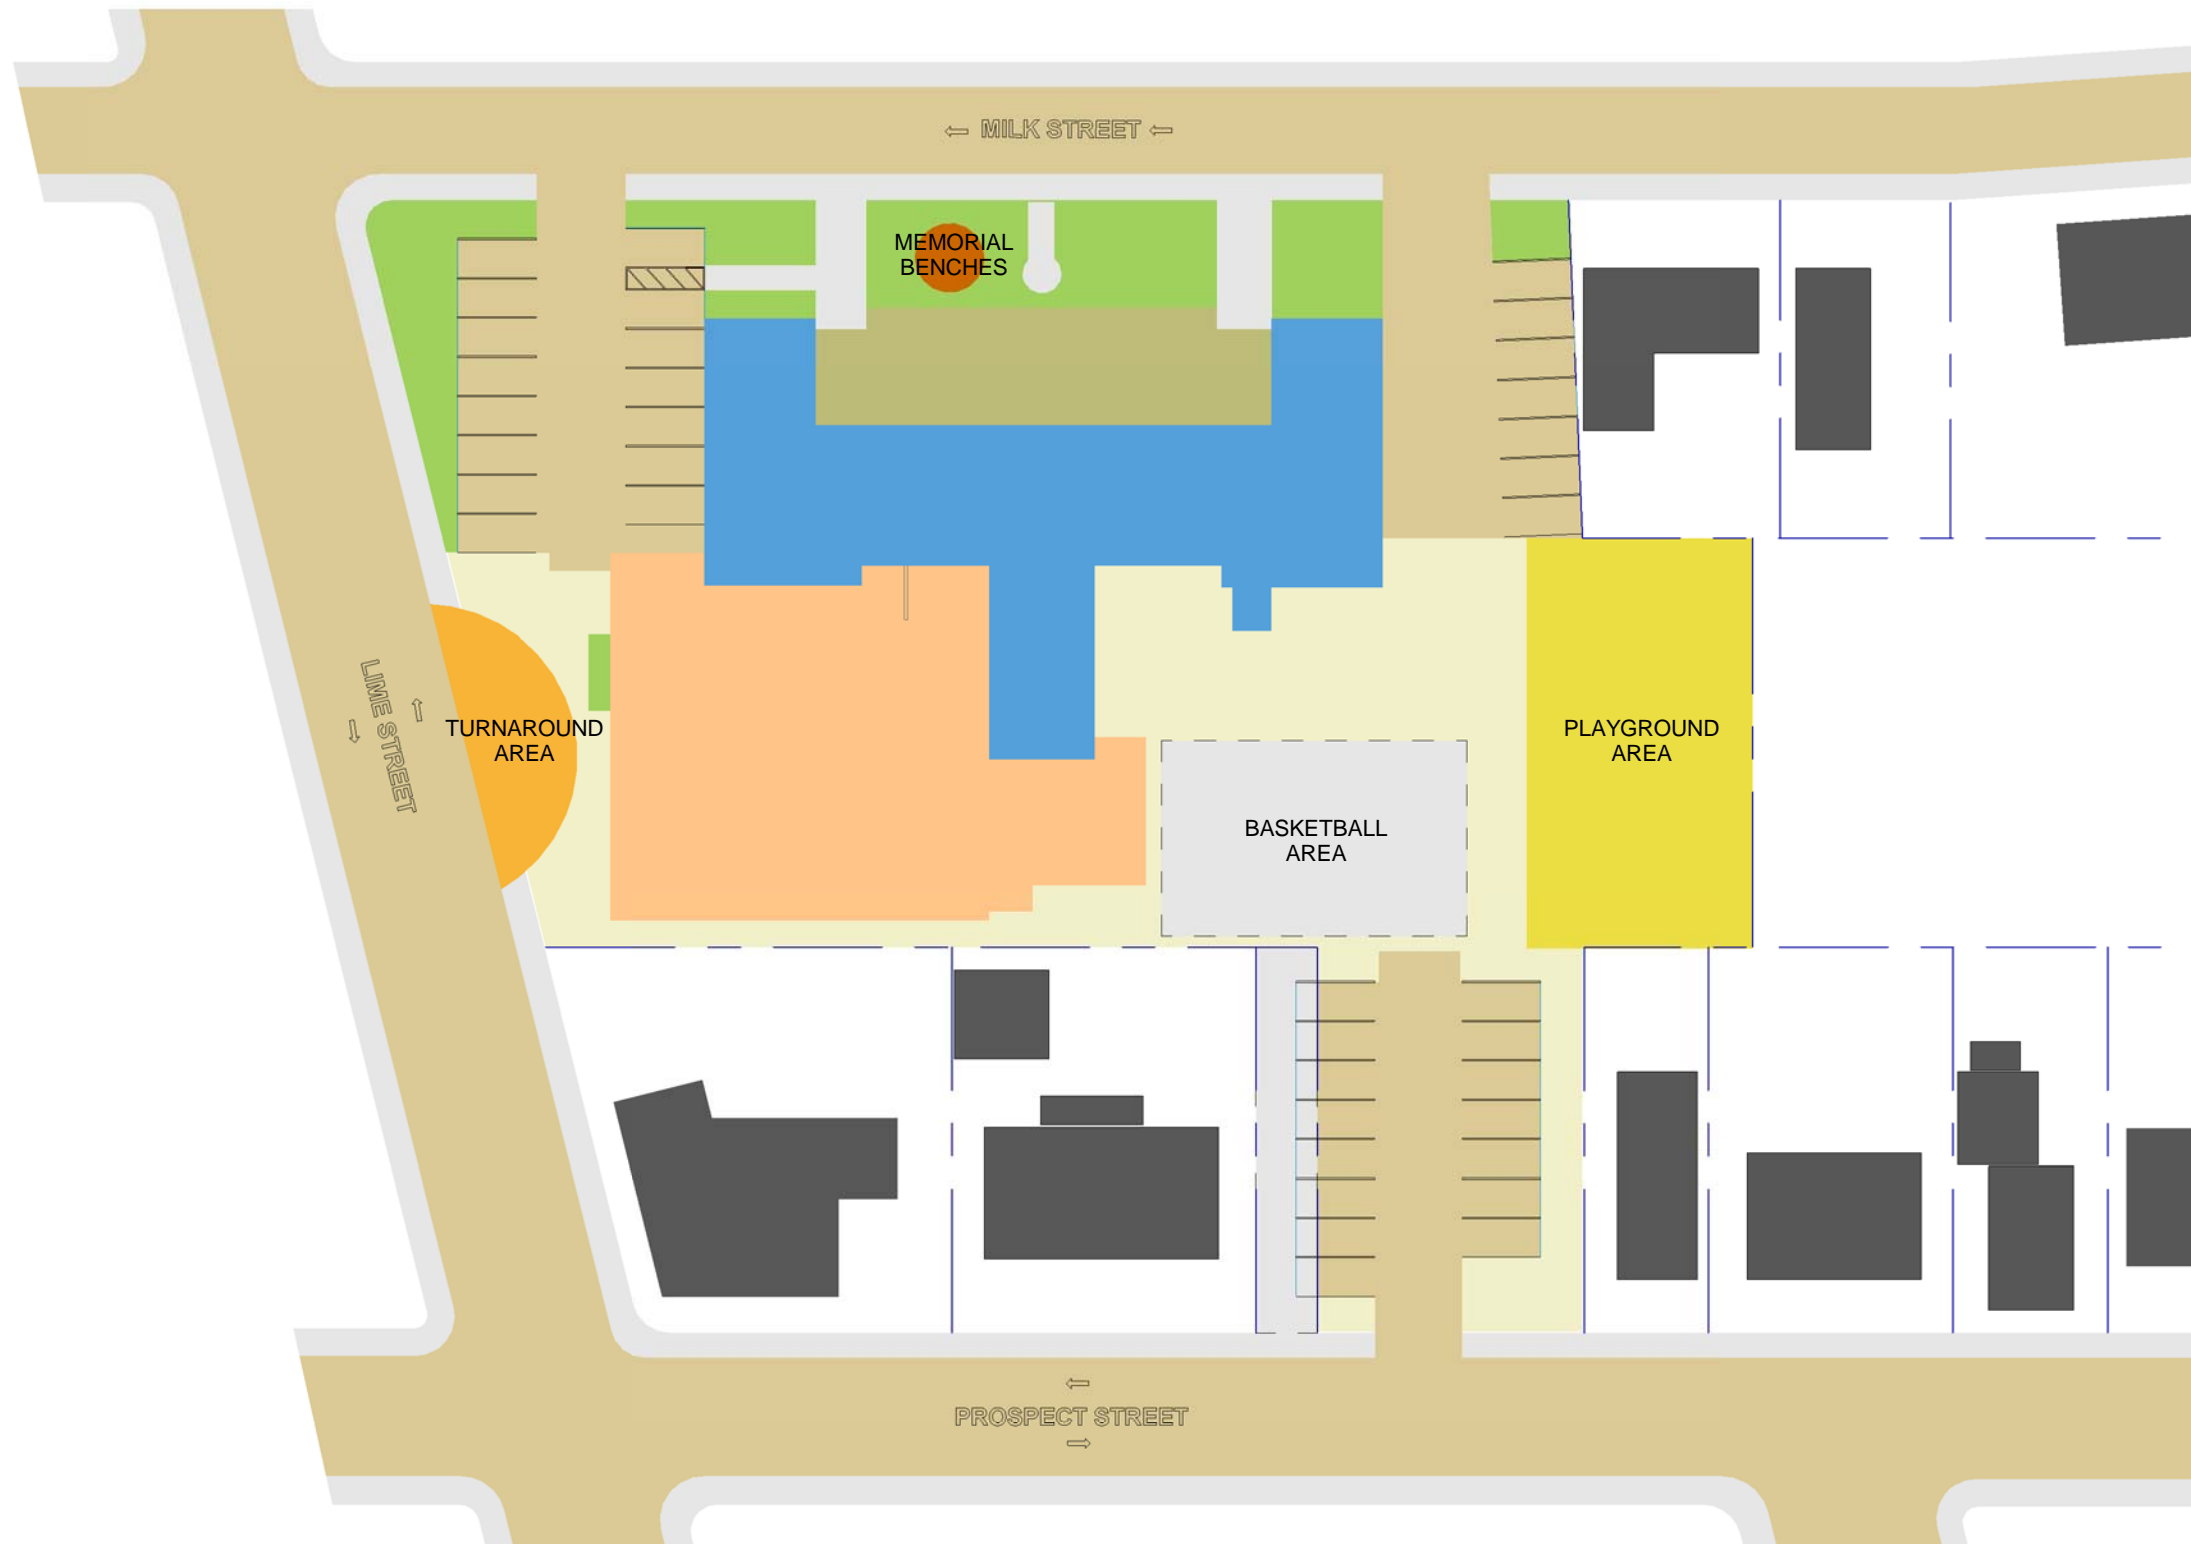 ← MILK STREET ←
MEMORIAL
BENCHES
LIME STREET
TURNAROUND
AREA
PLAYGROUND
AREA
BASKETBALL
AREA
PROSPECT STREET